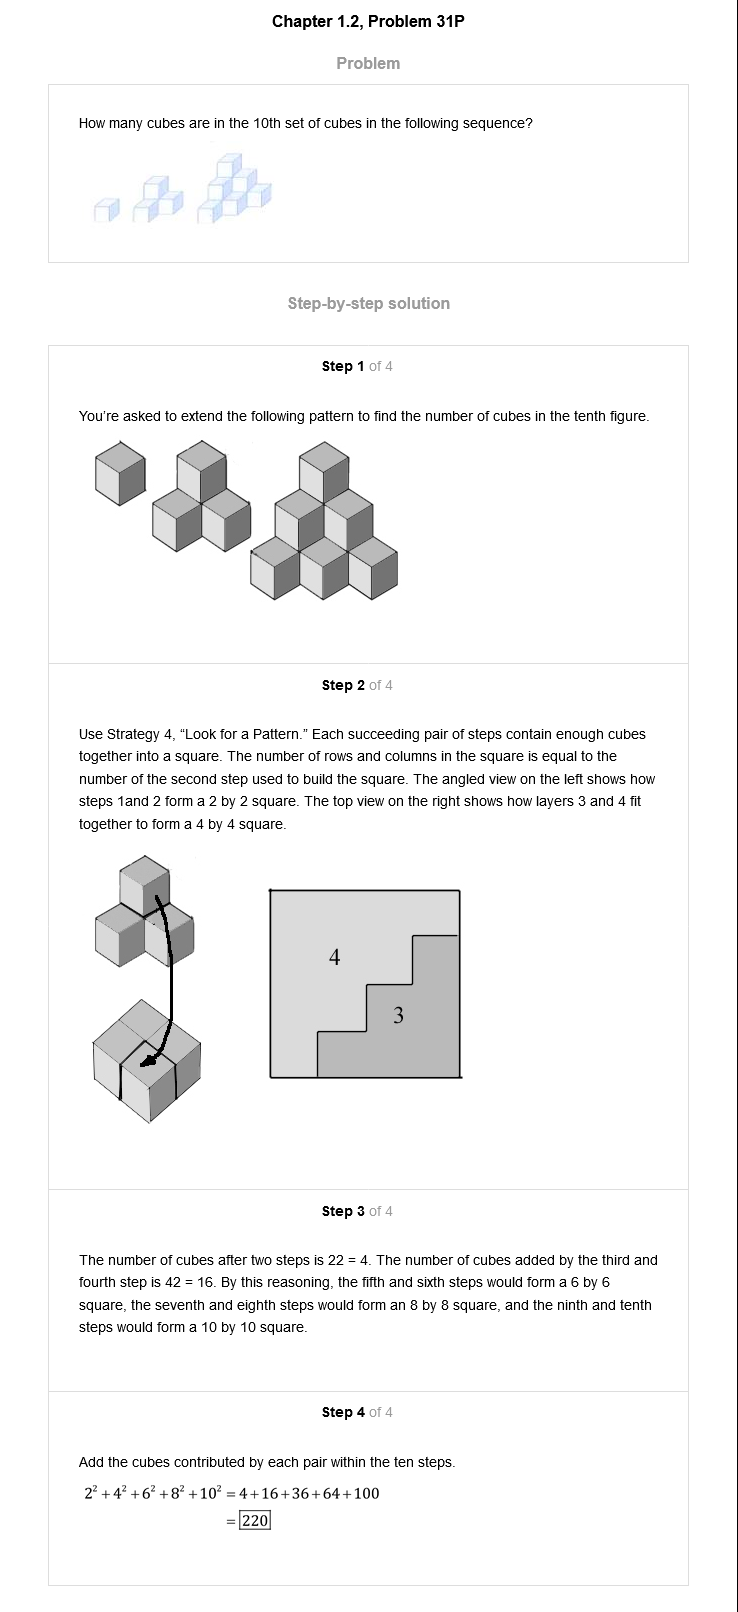 Chapter 1.2, Problem 31P
Problem
How many cubes are in the 10th set of cubes in the following sequence?
Step-by-step solution
Step 1 of 4
You're asked to extend the following pattern to find the number of cubes in the tenth figure.
Step 2 of 4
Use Strategy 4, “Look for a Pattern.” Each succeeding pair of steps contain enough cubes
together into a square. The number of rows and columns in the square is equal to the
number of the second step used to build the square. The angled view on the left shows how
steps 1and 2 form a 2 by 2 square. The top view on the right shows how layers 3 and 4 fit
together to form a 4 by 4 square.
4
3
Step 3 of 4
The number of cubes after two steps is 22 = 4. The number of cubes added by the third and
fourth step is 42 = 16. By this reasoning, the fifth and sixth steps would form a 6 by 6
square, the seventh and eighth steps would form an 8 by 8 square, and the ninth and tenth
steps would form a 10 by 10 square.
Step 4 of 4
Add the cubes contributed by each pair within the ten steps.
2² + 4² + 6² + 8² + 10² = 4 + 16 + 36 + 64 + 100
= 220